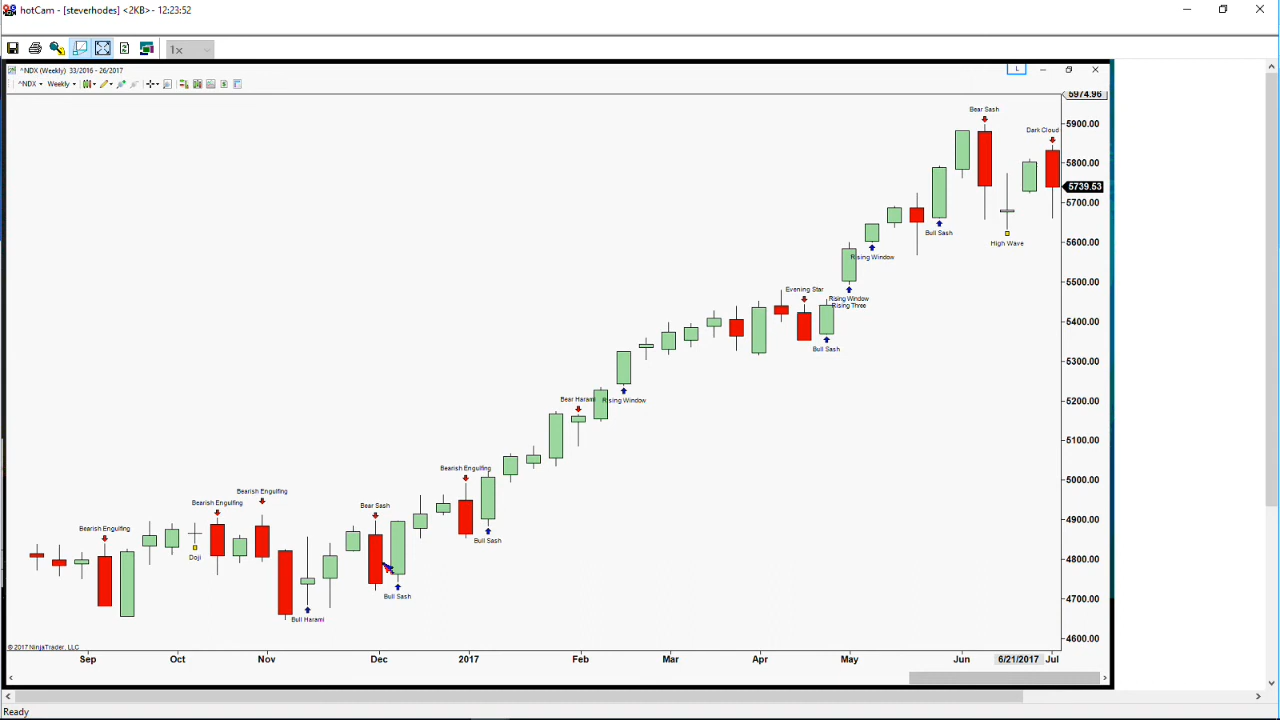 hotCam - [steverhodes] <2KB> - 12:23:52
1x
^NDX (Weekly) 33/2016 - 26/2017
L
^NDX Weekly
5974.96
Bear Sash
5900.00
Dark Cloud
5800.00
5739.53
5700.00
Bull Sash
High Wave
5600.00
Rising Window
5500.00
Evening Star
Rising Window
Rising Three
5400.00
Bull Sash
5300.00
Bear Harami
Rising Window
5200.00
5100.00
Bearish Engulfing
5000.00
Bearish Engulfing
Bearish Engulfing
Bear Sash
4900.00
Bearish Engulfing
Bull Sash
Doji
4800.00
Bull Sash
4700.00
Bull Harami
4600.00
© 2017 NinjaTrader, LLC
Sep Oct Nov Dec 2017 Feb Mar Apr May Jun 6/21/2017 Jul
Ready